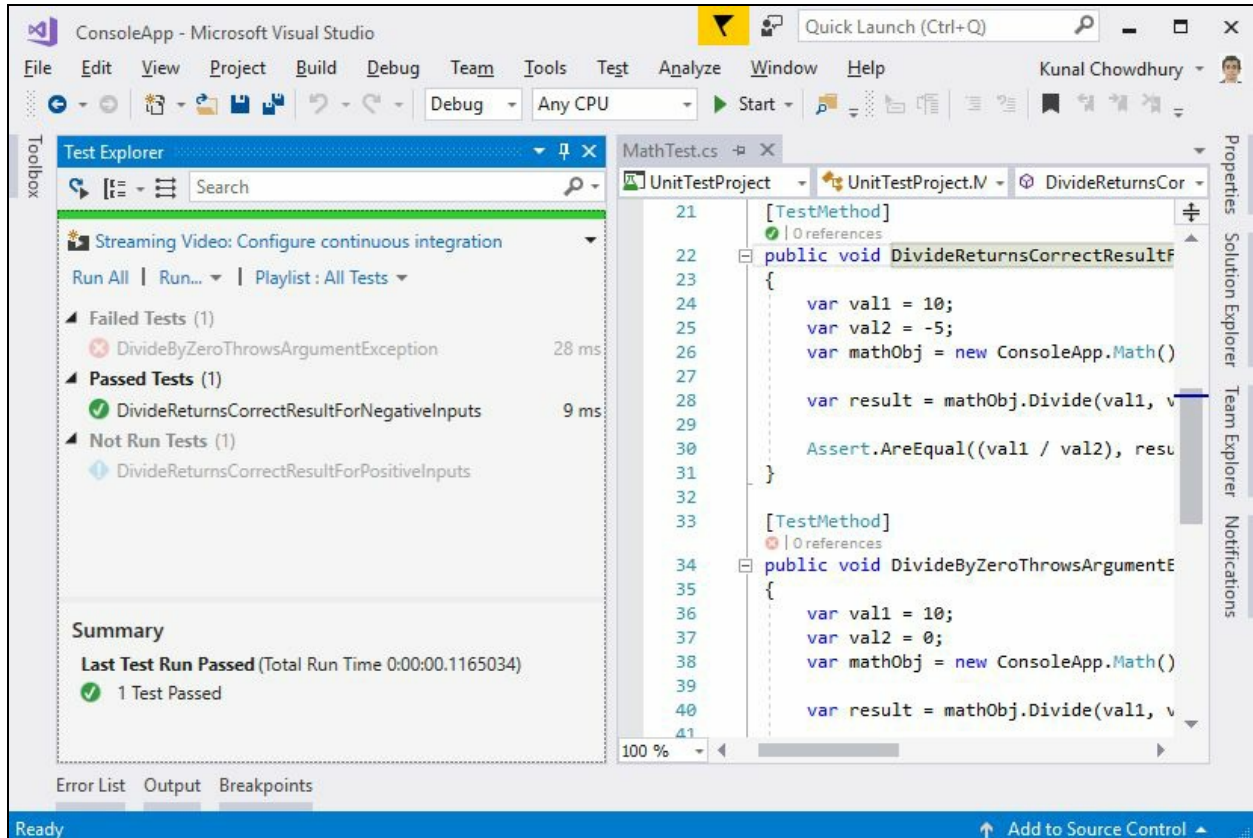 ConsoleApp - Microsoft Visual Studio
Quick Launch (Ctrl+Q)
File Edit View Project Build Debug Team Tools Test Analyze Window Help Kunal Chowdhury
Debug Any CPU Start
Toolbox
Test Explorer
Search
Streaming Video: Configure continuous integration
Run All | Run... | Playlist : All Tests
Failed Tests (1)
DivideByZeroThrowsArgumentException 28 ms
Passed Tests (1)
DivideReturnsCorrectResultForNegativeInputs 9 ms
Not Run Tests (1)
DivideReturnsCorrectResultForPositiveInputs
Summary
Last Test Run Passed (Total Run Time 0:00:00.1165034)
1 Test Passed
MathTest.cs
UnitTestProject UnitTestProject.M DivideReturnsCor
21 [TestMethod]
0 references
22 public void DivideReturnsCorrectResultF
23 {
24 var val1 = 10;
25 var val2 = -5;
26 var mathObj = new ConsoleApp.Math()
27
28 var result = mathObj.Divide(val1, v
29
30 Assert.AreEqual((val1 / val2), resu
31 }
32
33 [TestMethod]
0 references
34 public void DivideByZeroThrowsArgumentE
35 {
36 var val1 = 10;
37 var val2 = 0;
38 var mathObj = new ConsoleApp.Math()
39
40 var result = mathObj.Divide(val1, v
41
100 %
Properties
Solution Explorer
Team Explorer
Notifications
Error List Output Breakpoints
Ready Add to Source Control